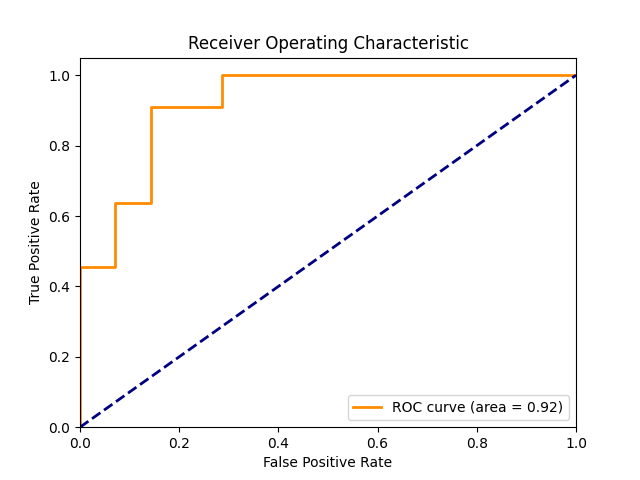 Receiver Operating Characteristic
1.0
0.8
0.6
0.4
0.2
0.0
True Positive Rate
ROC curve (area = 0.92)
0.0 0.2 0.4 0.6 0.8 1.0
False Positive Rate